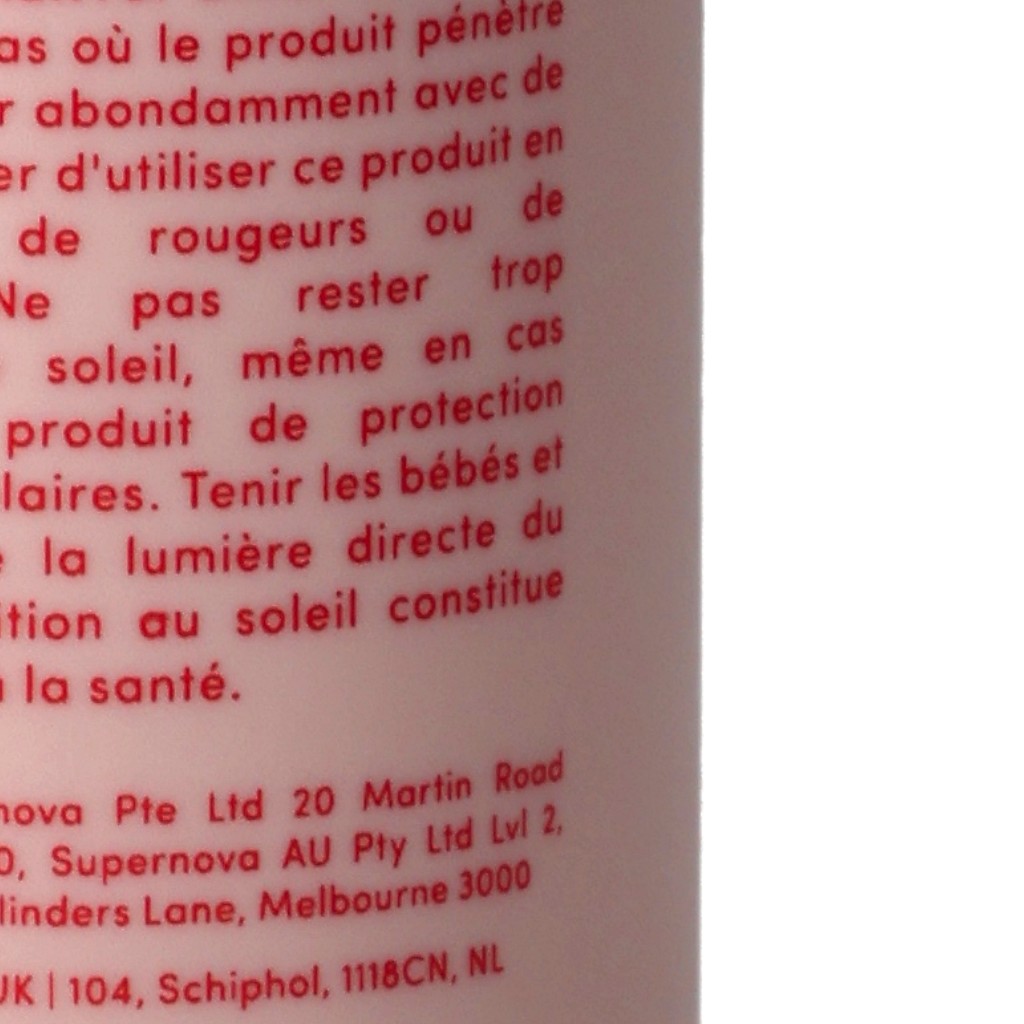 as où le produit pénètre
r abondamment avec de
er d'utiliser ce produit en
de rougeurs ou de
Ne pas rester trop
soleil, même en cas
produit de protection
laires. Tenir les bébés et
la lumière directe du
ition au soleil constitue
la santé.
nova Pte Ltd 20 Martin Road
0, Supernova AU Pty Ltd Lvl 2,
linders Lane, Melbourne 3000
UK | 104, Schiphol, 1118CN, NL